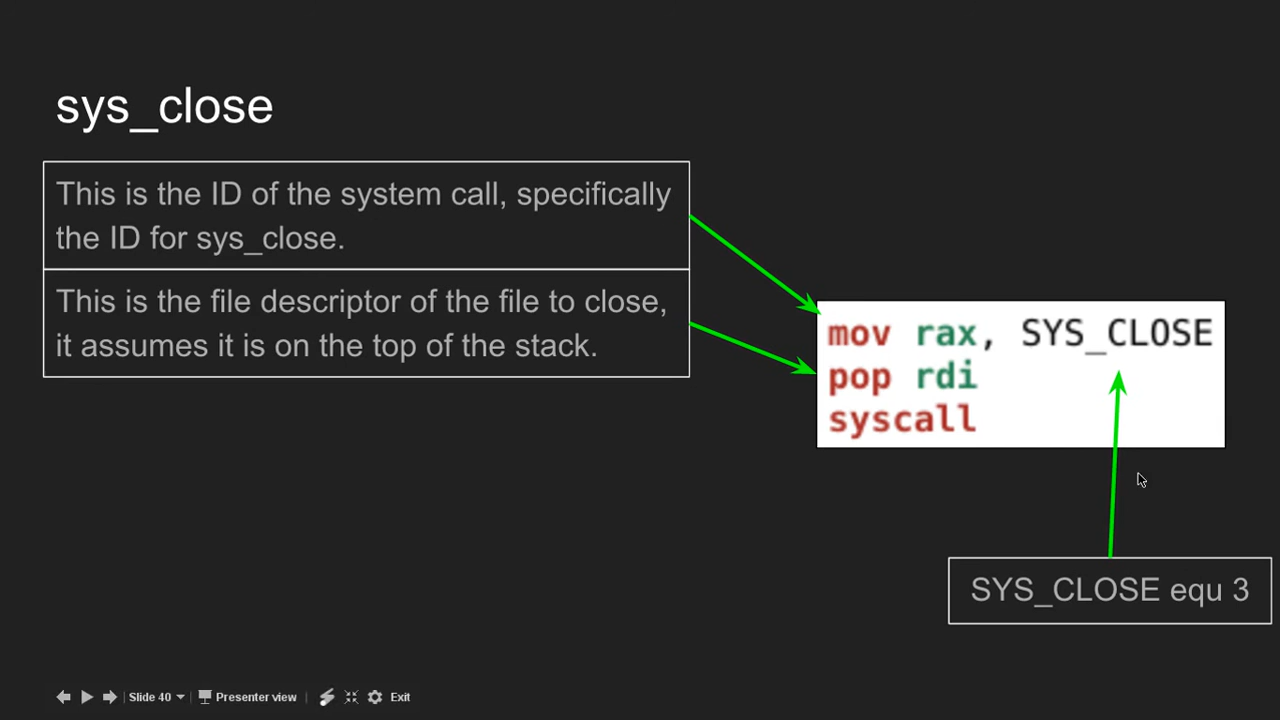 sys_close
This is the ID of the system call, specifically
the ID for sys_close.
This is the file descriptor of the file to close,
it assumes it is on the top of the stack.
mov rax, SYS_CLOSE
pop rdi
syscall
SYS_CLOSE equ 3
Slide 40
Presenter view
Exit